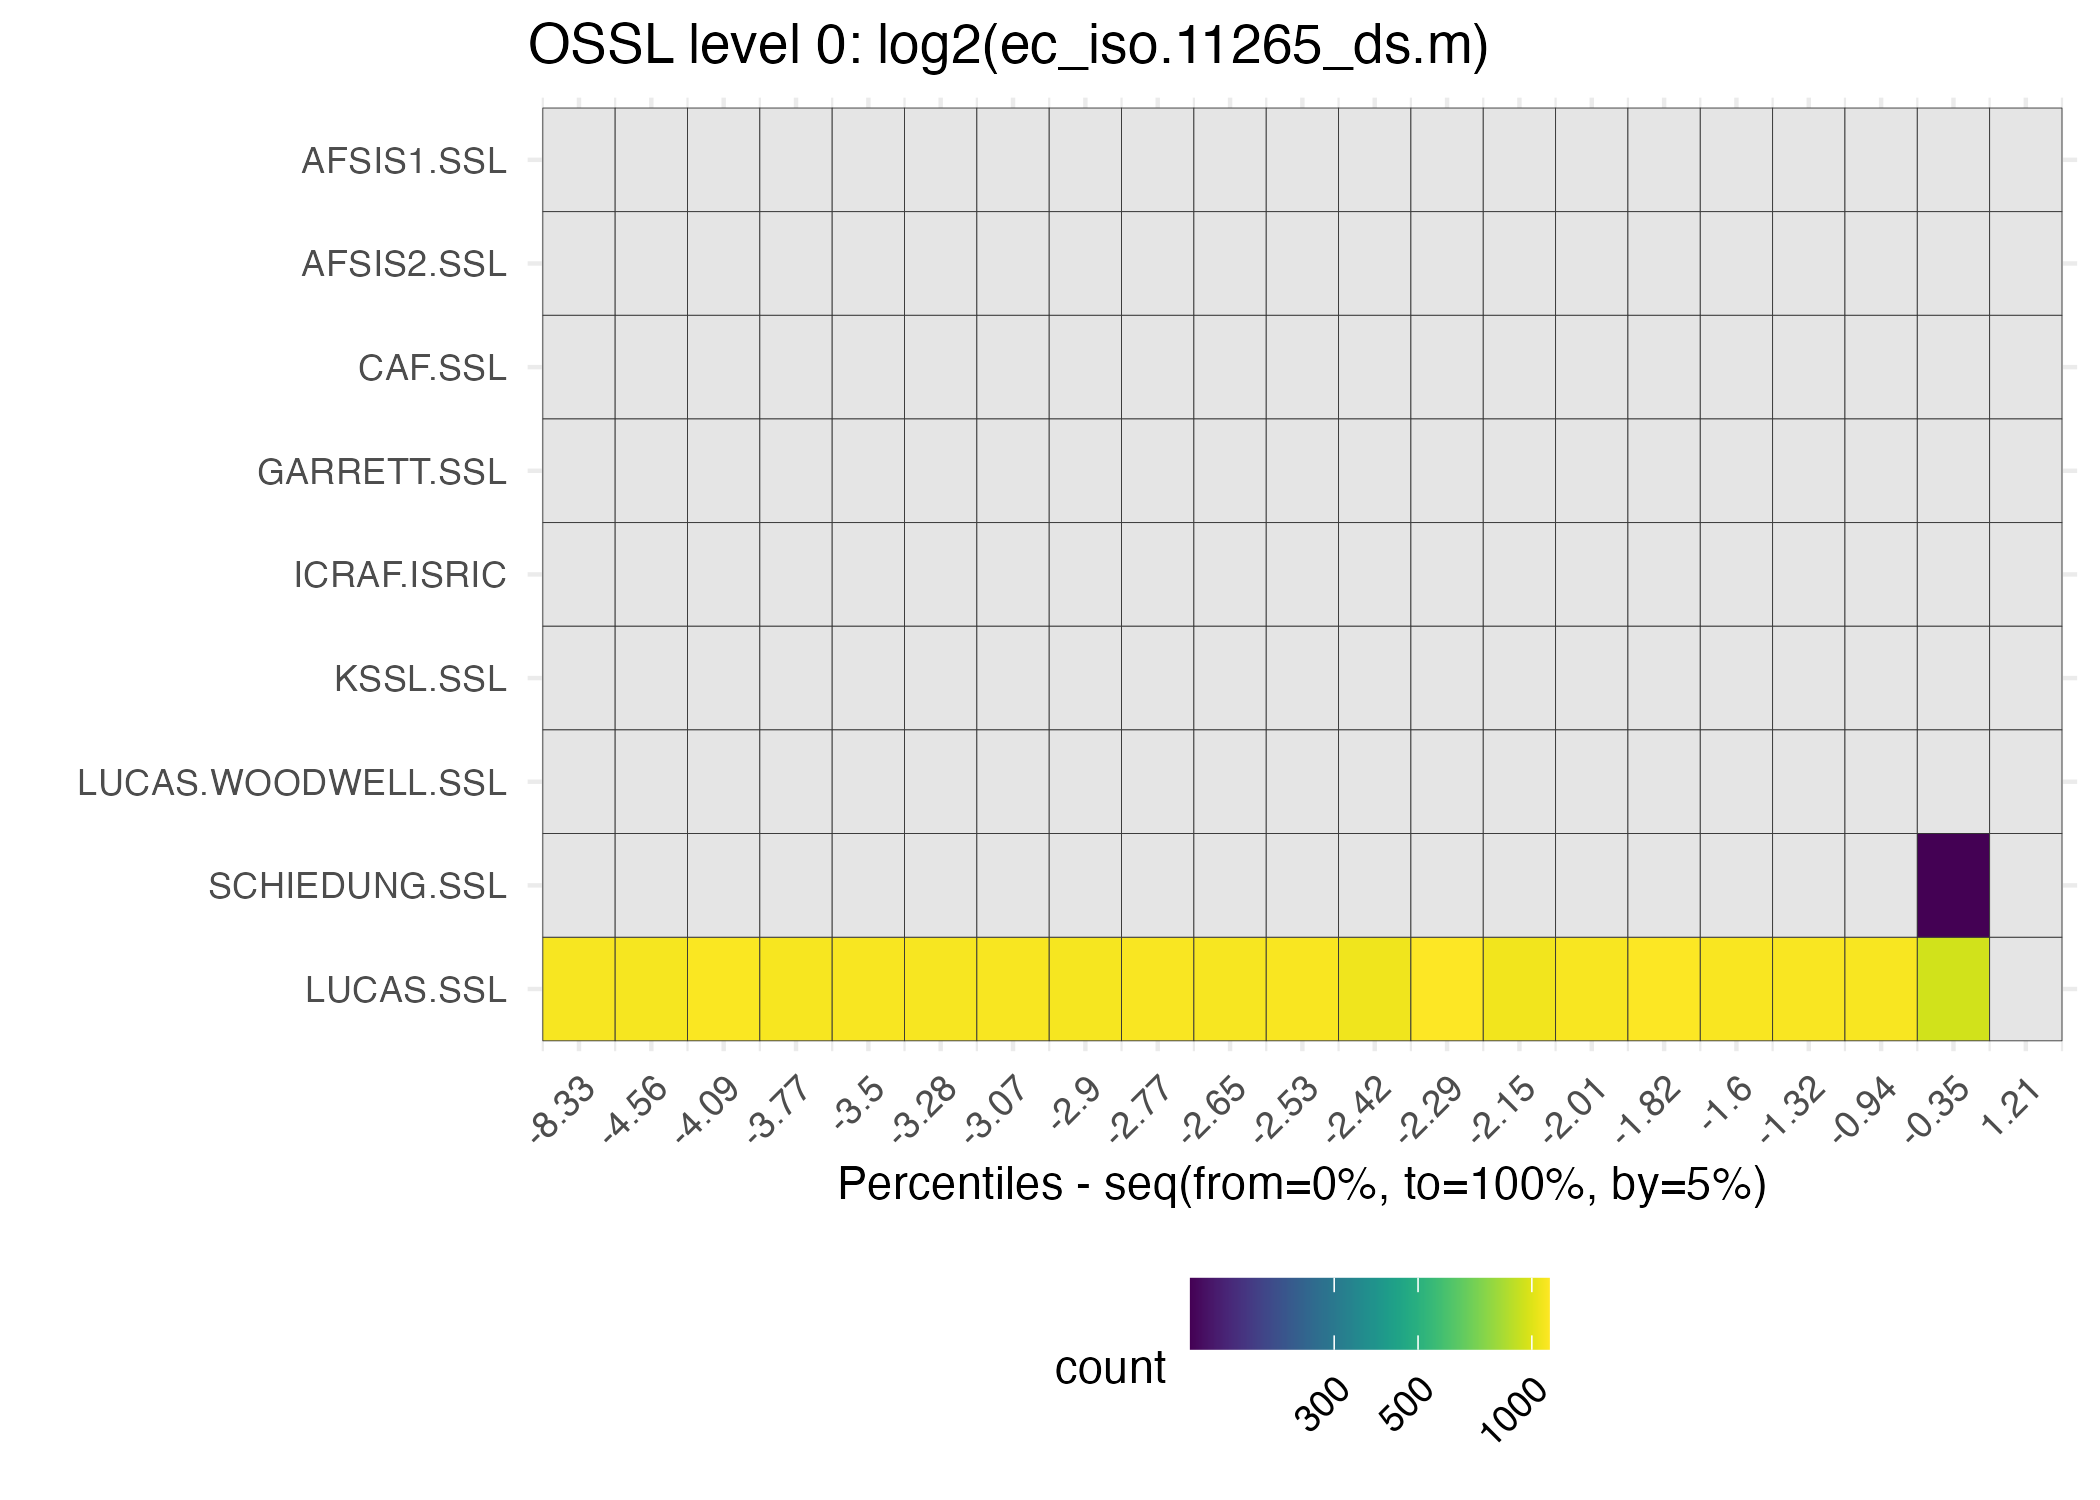 OSSL level 0: log2(ec_iso.11265_ds.m)
AFSIS1.SSL
AFSIS2.SSL
CAF.SSL
GARRETT.SSL
ICRAF.ISRIC
KSSL.SSL
LUCAS.WOODWELL.SSL
SCHIEDUNG.SSL
LUCAS.SSL
-8.33 -4.56 -4.09 -3.77 -3.5 -3.28 -3.07 -2.9 -2.77 -2.65 -2.53 -2.42 -2.29 -2.15 -2.01 -1.82 -1.6 -1.32 -0.94 -0.35 1.21
Percentiles - seq(from=0%, to=100%, by=5%)
count
300 500 1000